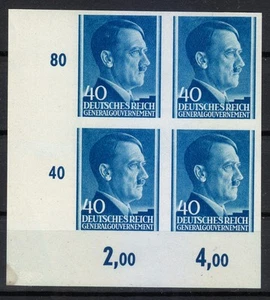 80
40 40
DEUTSCHES REICH DEUTSCHES REICH
GENERALGOUVERNEMENT GENERALGOUVERNEMENT
40
40 40
DEUTSCHES REICH DEUTSCHES REICH
GENERALGOUVERNEMENT GENERALGOUVERNEMENT
2,00 4,00